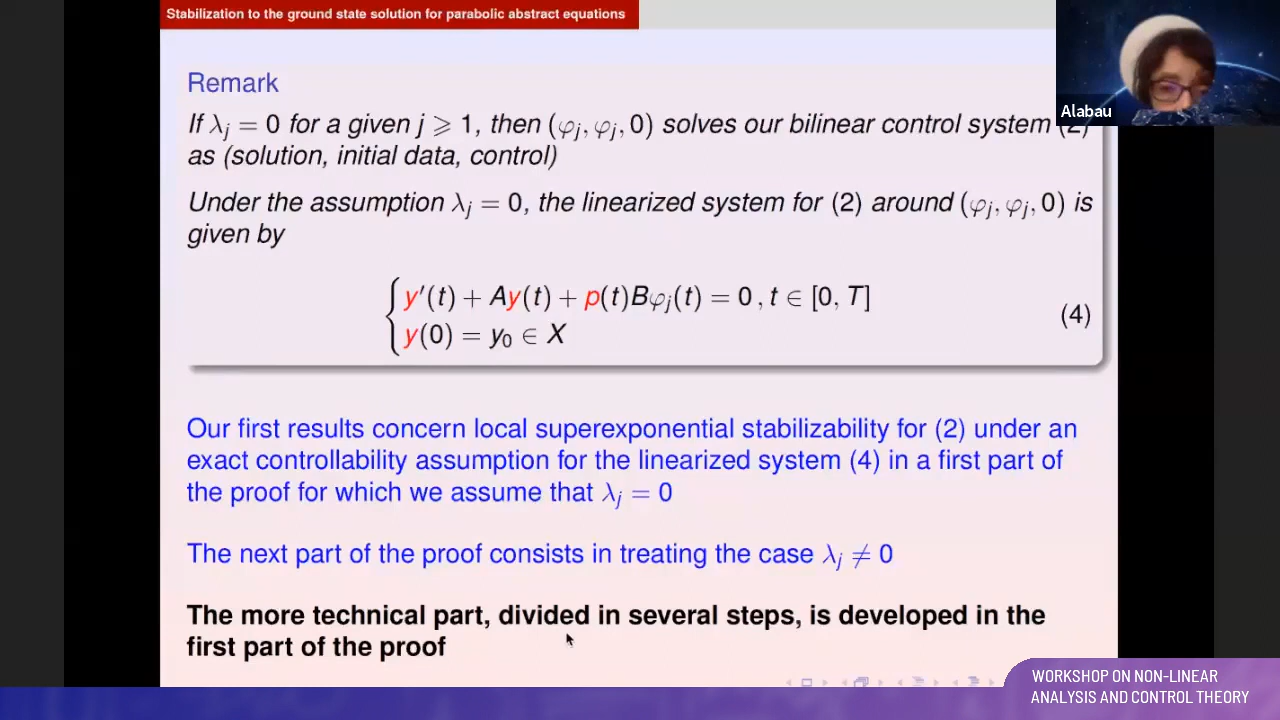 Stabilization to the ground state solution for parabolic abstract equations
Alabau
Remark
If λj = 0 for a given j ⩾ 1, then (φj, φj, 0) solves our bilinear control system (2)
as (solution, initial data, control)
Under the assumption λj = 0, the linearized system for (2) around (φj, φj, 0) is
given by
y′(t) + Ay(t) + p(t)Bφj(t) = 0 , t ∈ [0, T]
y(0) = y0 ∈ X
(4)
Our first results concern local superexponential stabilizability for (2) under an
exact controllability assumption for the linearized system (4) in a first part of
the proof for which we assume that λj = 0
The next part of the proof consists in treating the case λj ≠ 0
The more technical part, divided in several steps, is developed in the
first part of the proof
WORKSHOP ON NON-LINEAR
ANALYSIS AND CONTROL THEORY